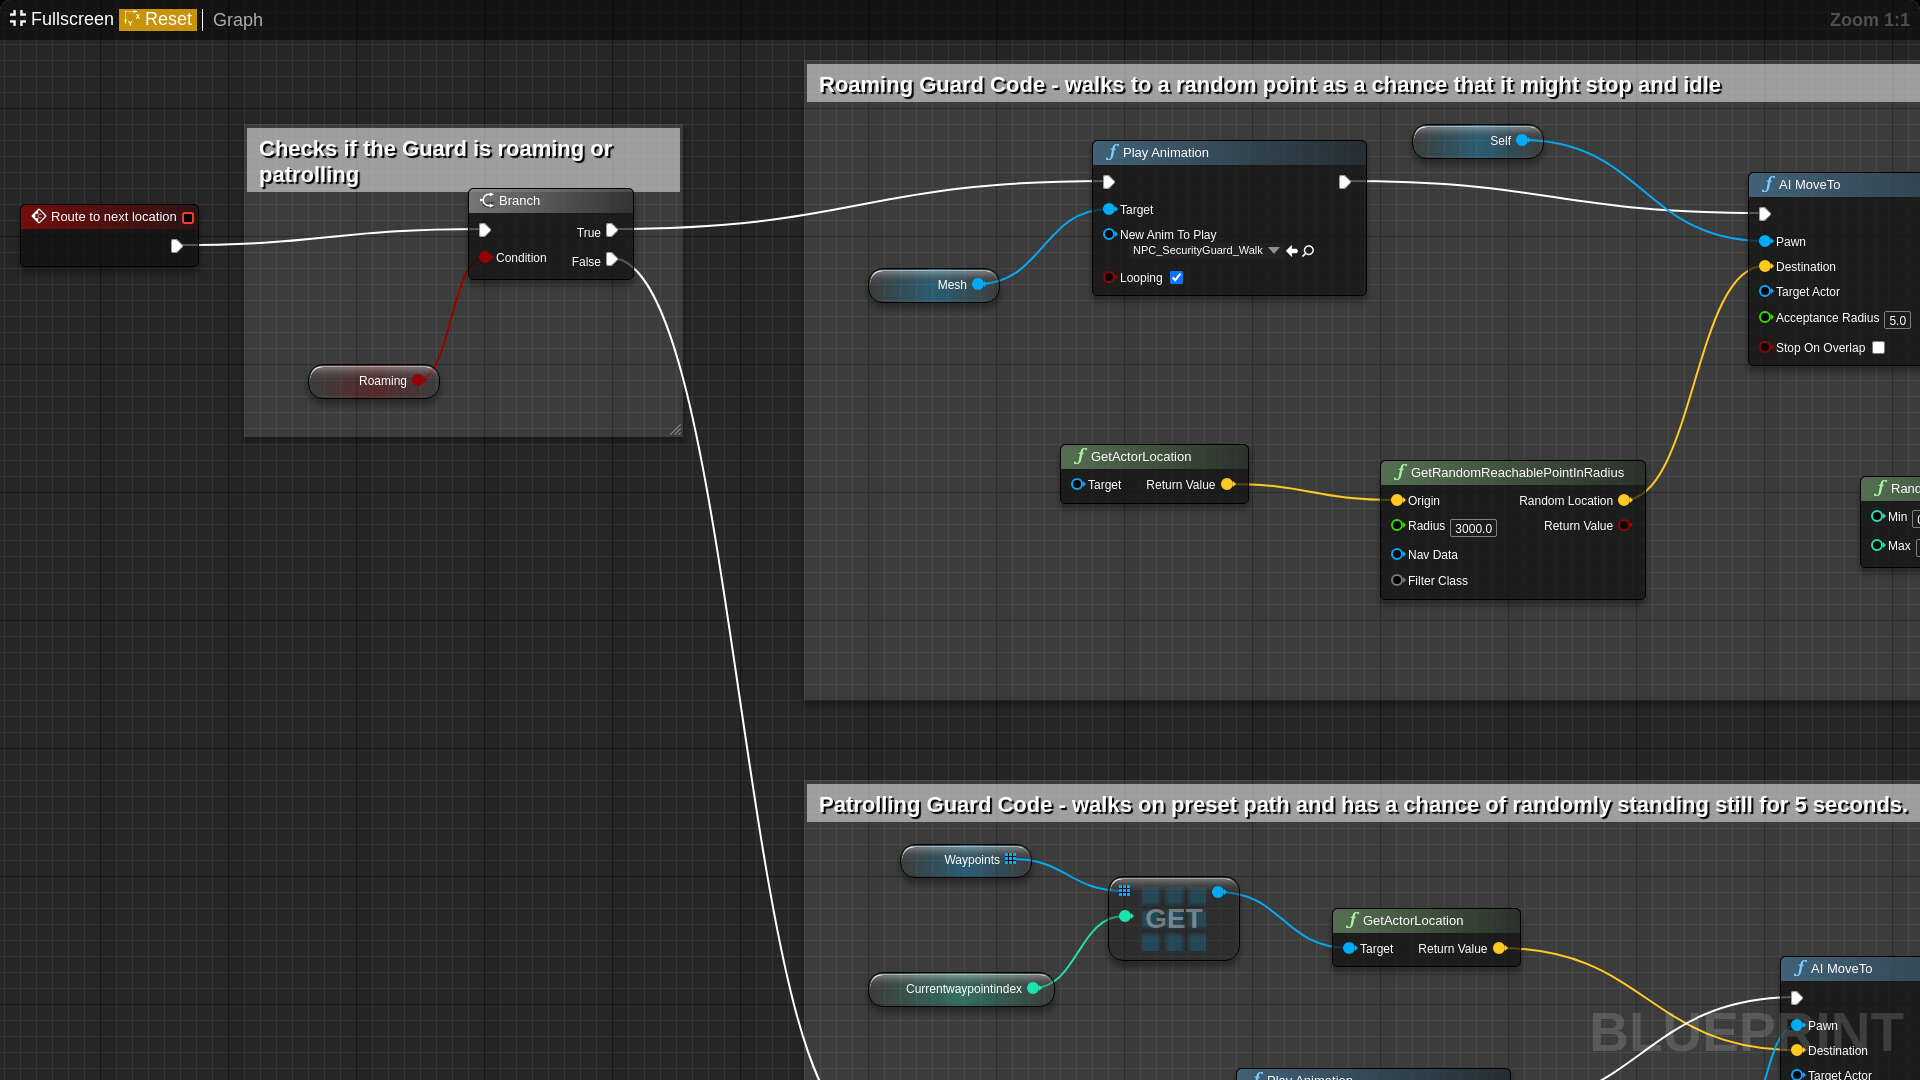 Fullscreen Reset Graph
Zoom 1:1
Roaming Guard Code - walks to a random point as a chance that it might stop and idle
Checks if the Guard is roaming or
patrolling
Route to next location
Branch
True
Condition
False
Roaming
Play Animation
Target
New Anim To Play
NPC_SecurityGuard_Walk
Looping
Mesh
Self
AI MoveTo
Pawn
Destination
Target Actor
Acceptance Radius 5.0
Stop On Overlap
GetActorLocation
Target Return Value
GetRandomReachablePointInRadius
Origin Random Location
Radius 3000.0 Return Value
Nav Data
Filter Class
Min
Max
Patrolling Guard Code - walks on preset path and has a chance of randomly standing still for 5 seconds.
Waypoints
GET
Currentwaypointindex
GetActorLocation
Target Return Value
AI MoveTo
Pawn
Destination
Target Actor
Play Animation
BLUEPRINT